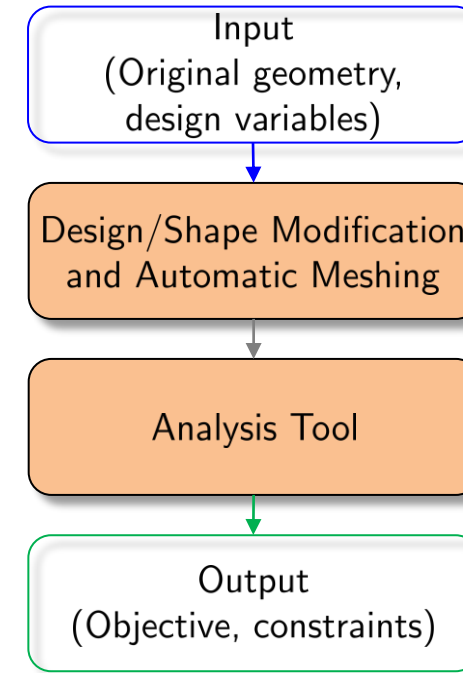 Input
(Original geometry,
design variables)
Design/Shape Modification
and Automatic Meshing
Analysis Tool
Output
(Objective, constraints)